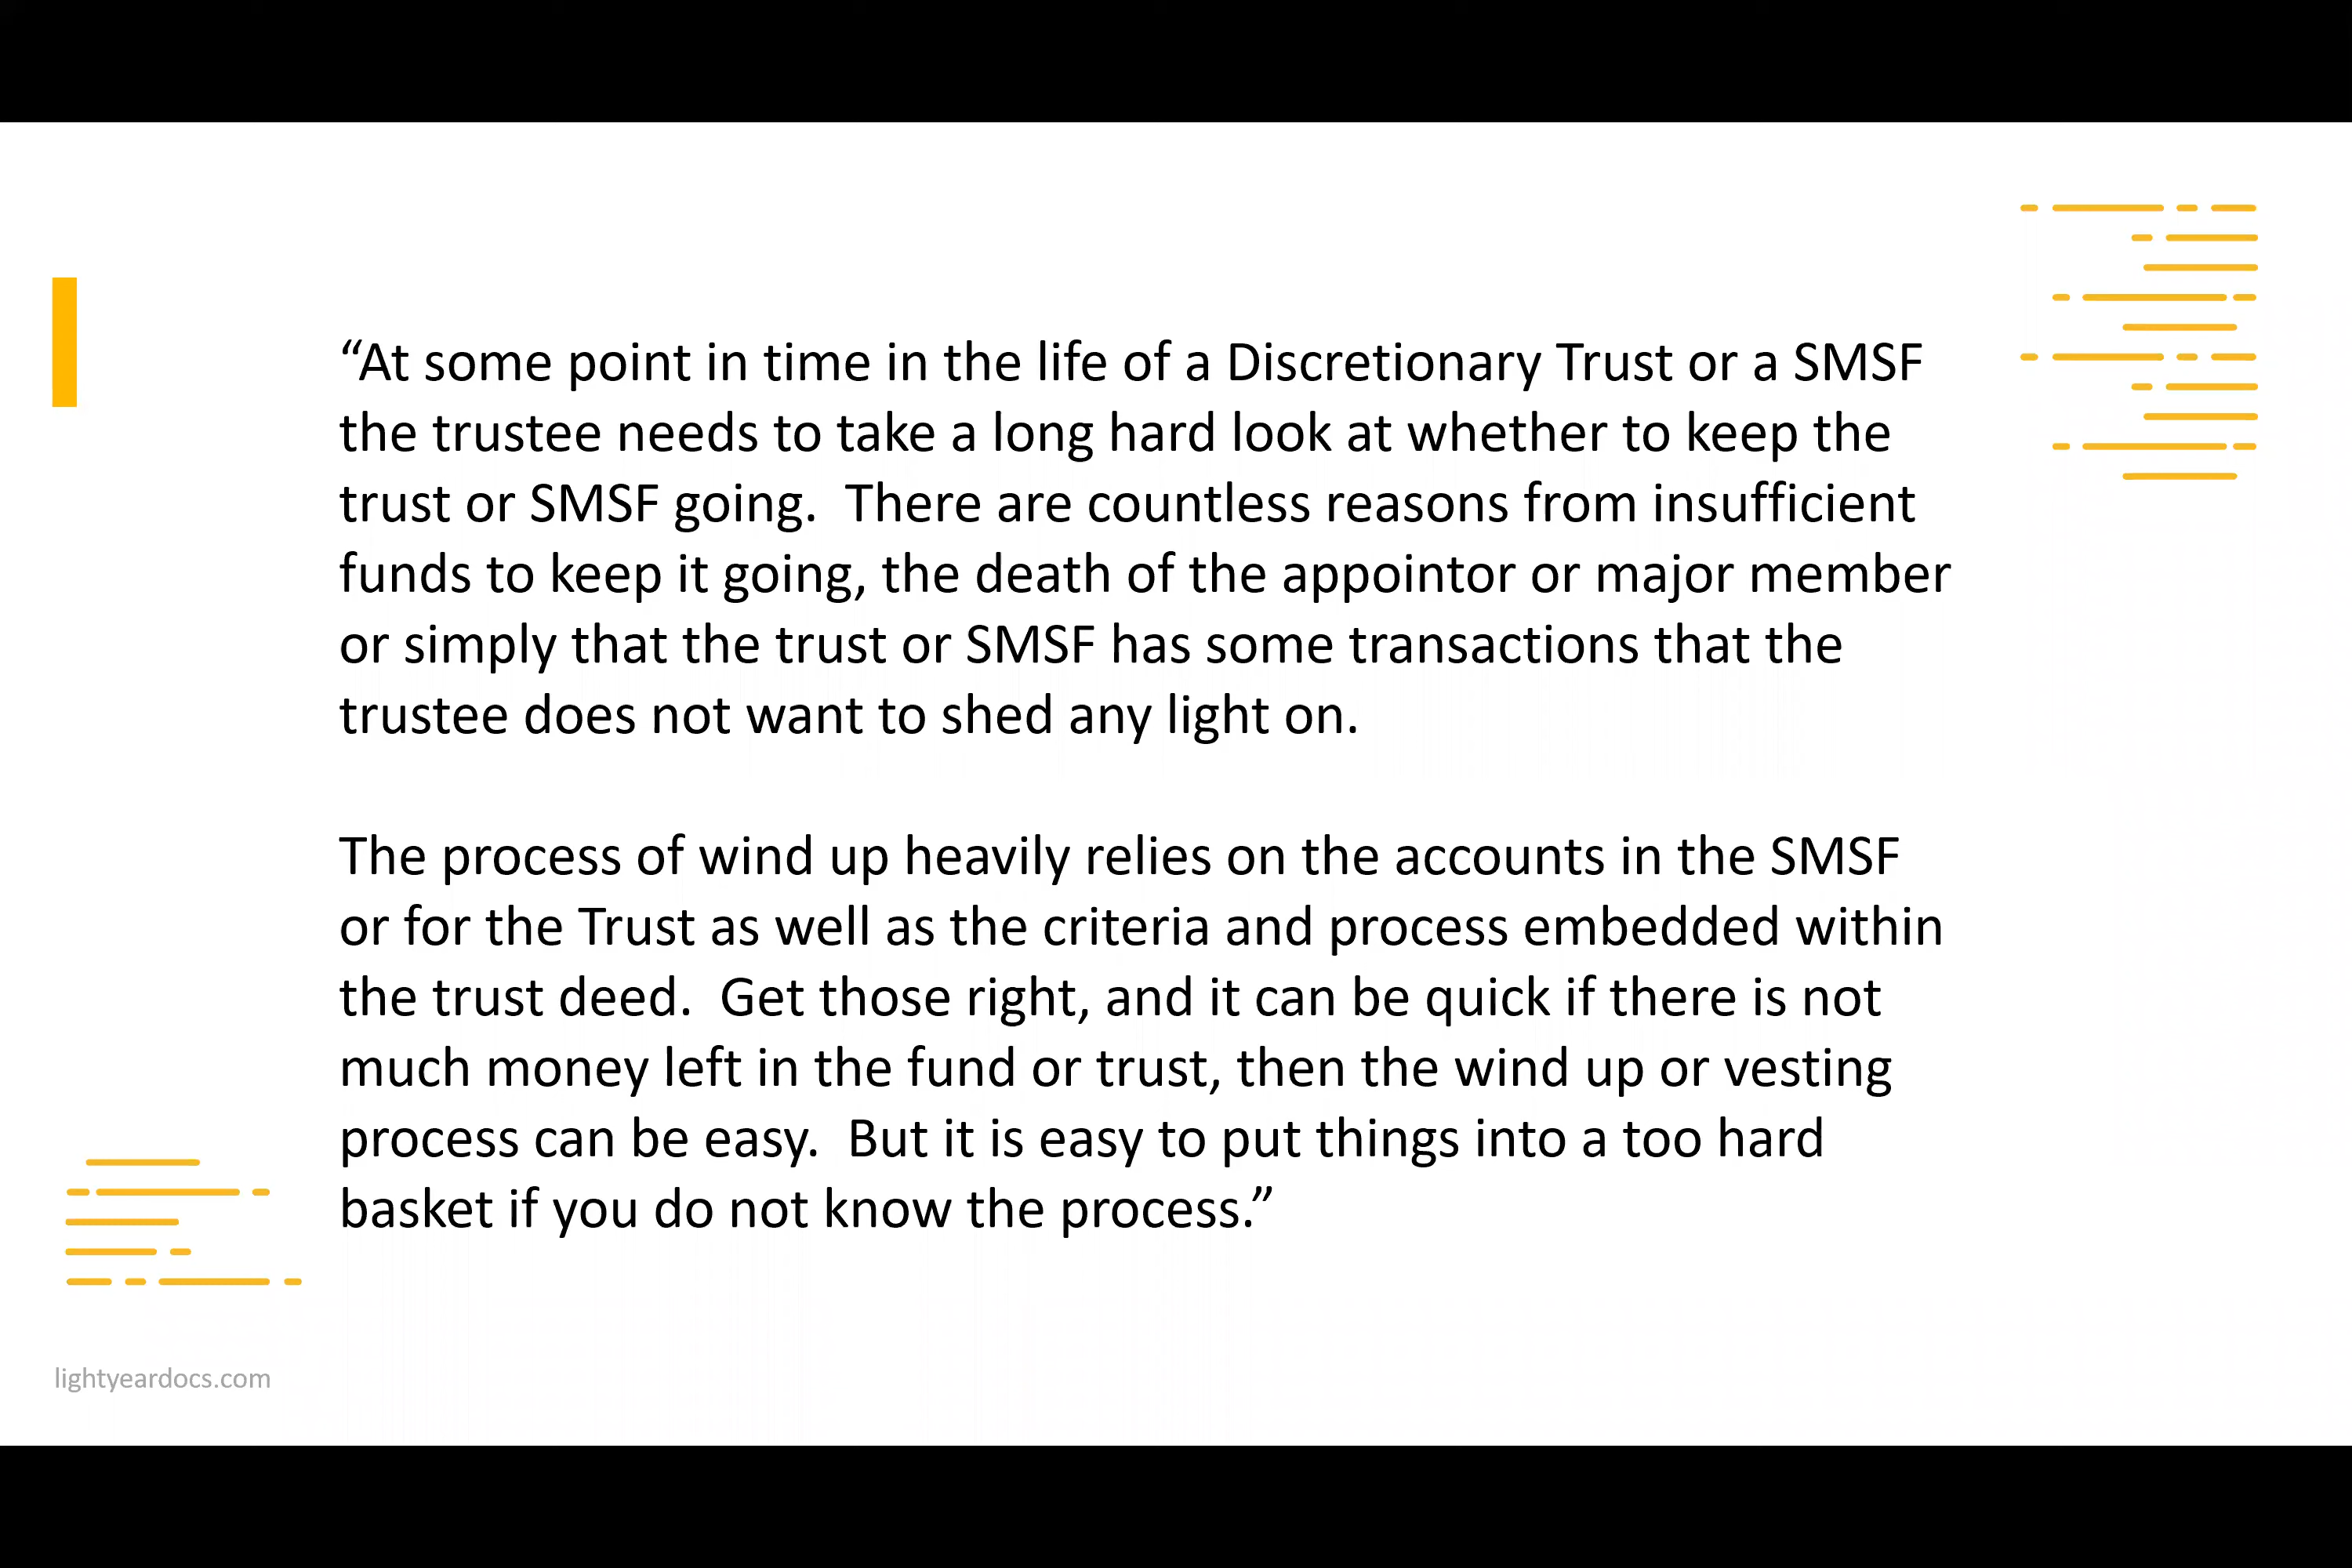 “At some point in time in the life of a Discretionary Trust or a SMSF
the trustee needs to take a long hard look at whether to keep the
trust or SMSF going.  There are countless reasons from insufficient
funds to keep it going, the death of the appointor or major member
or simply that the trust or SMSF has some transactions that the
trustee does not want to shed any light on.
The process of wind up heavily relies on the accounts in the SMSF
or for the Trust as well as the criteria and process embedded within
the trust deed.  Get those right, and it can be quick if there is not
much money left in the fund or trust, then the wind up or vesting
process can be easy.  But it is easy to put things into a too hard
basket if you do not know the process.”
lightyeardocs.com